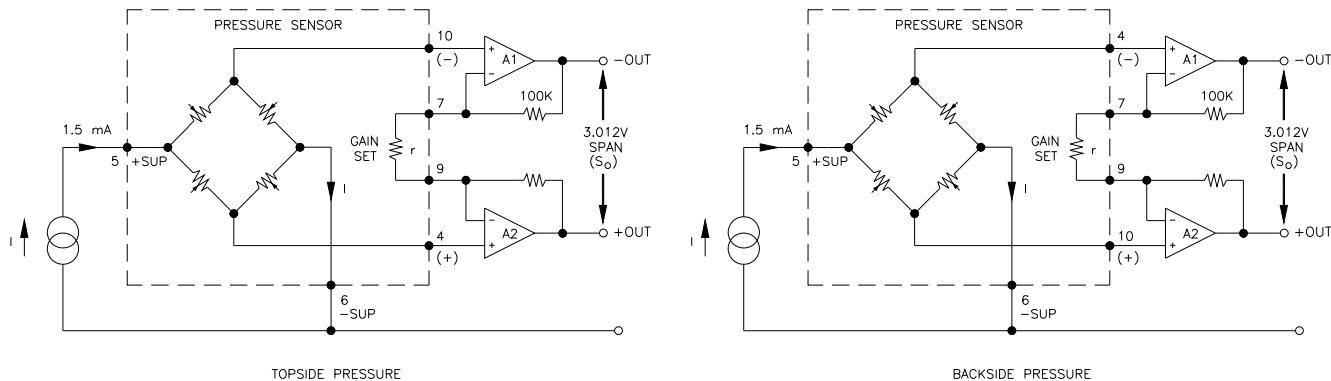 PRESSURE SENSOR
10
(−)
+
A1
−
−OUT
7
100K
1.5 mA
5
+SUP
GAIN
SET
r
3.012V
SPAN
(So)
I
9
I
−
A2
+
+OUT
4
(+)
6
−SUP
TOPSIDE PRESSURE
PRESSURE SENSOR
4
(−)
+
A1
−
−OUT
7
100K
1.5 mA
5
+SUP
GAIN
SET
r
3.012V
SPAN
(So)
I
9
I
−
A2
+
+OUT
10
(+)
6
−SUP
BACKSIDE PRESSURE